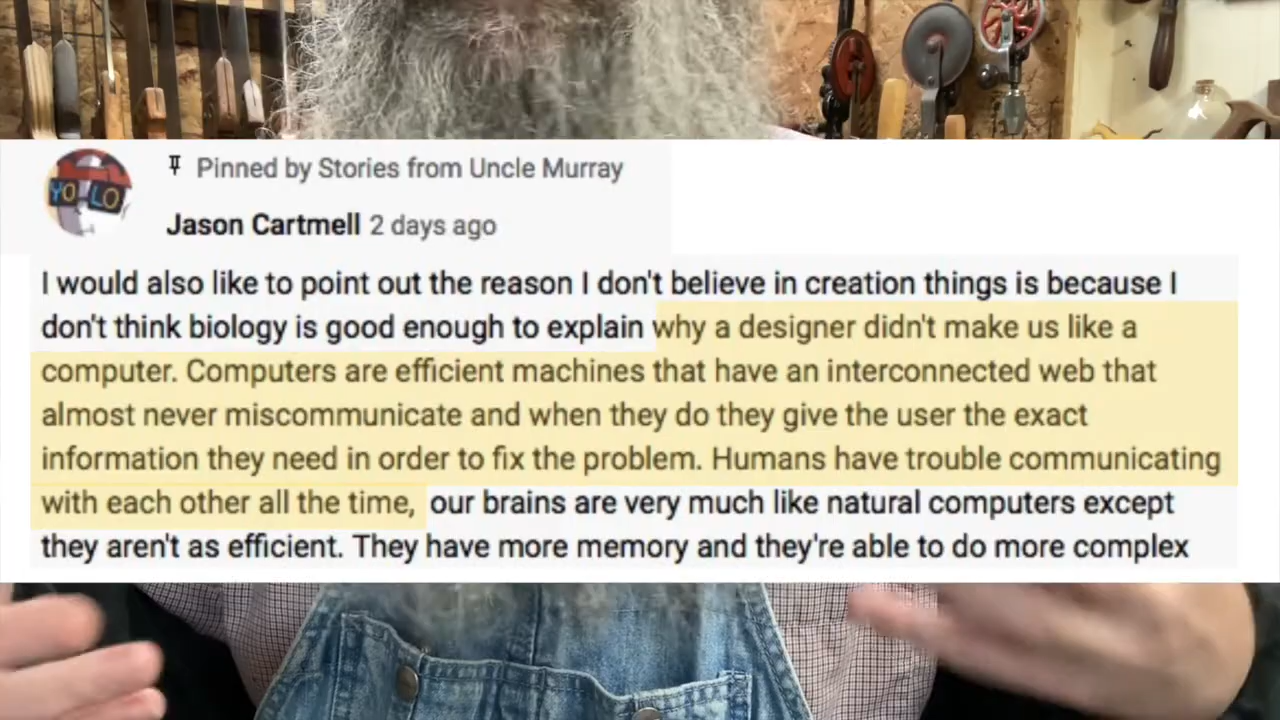 YOLO
Pinned by Stories from Uncle Murray
Jason Cartmell 2 days ago
I would also like to point out the reason I don't believe in creation things is because I
don't think biology is good enough to explain why a designer didn't make us like a
computer. Computers are efficient machines that have an interconnected web that
almost never miscommunicate and when they do they give the user the exact
information they need in order to fix the problem. Humans have trouble communicating
with each other all the time, our brains are very much like natural computers except
they aren't as efficient. They have more memory and they're able to do more complex